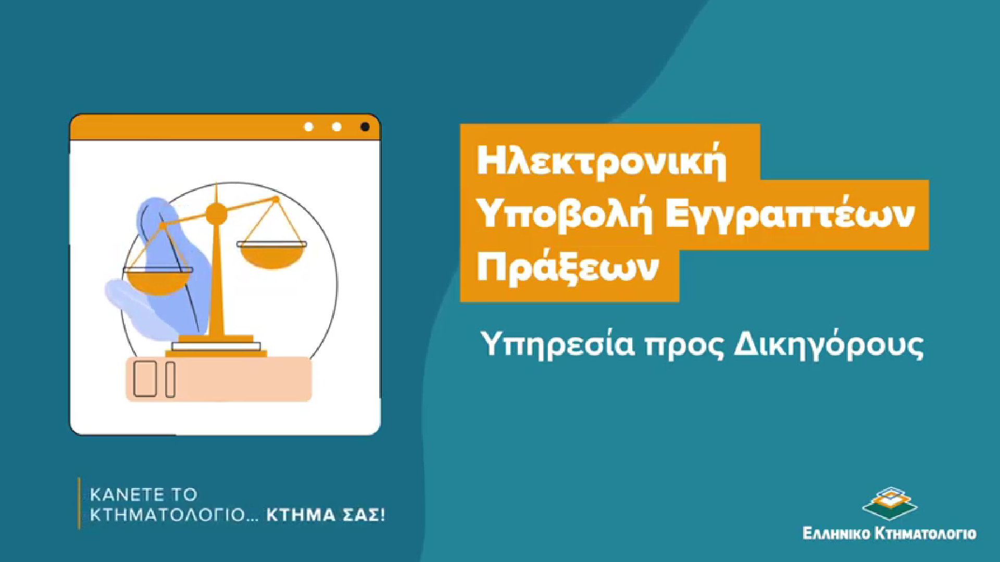 Ηλεκτρονική
Υποβολή Εγγραπτέων
Πράξεων
Υπηρεσία προς Δικηγόρους
ΚΑΝΕΤΕ ΤΟ
ΚΤΗΜΑΤΟΛΟΓΙΟ... ΚΤΗΜΑ ΣΑΣ!
ΕΛΛΗΝΙΚΟ ΚΤΗΜΑΤΟΛΟΓΙΟ